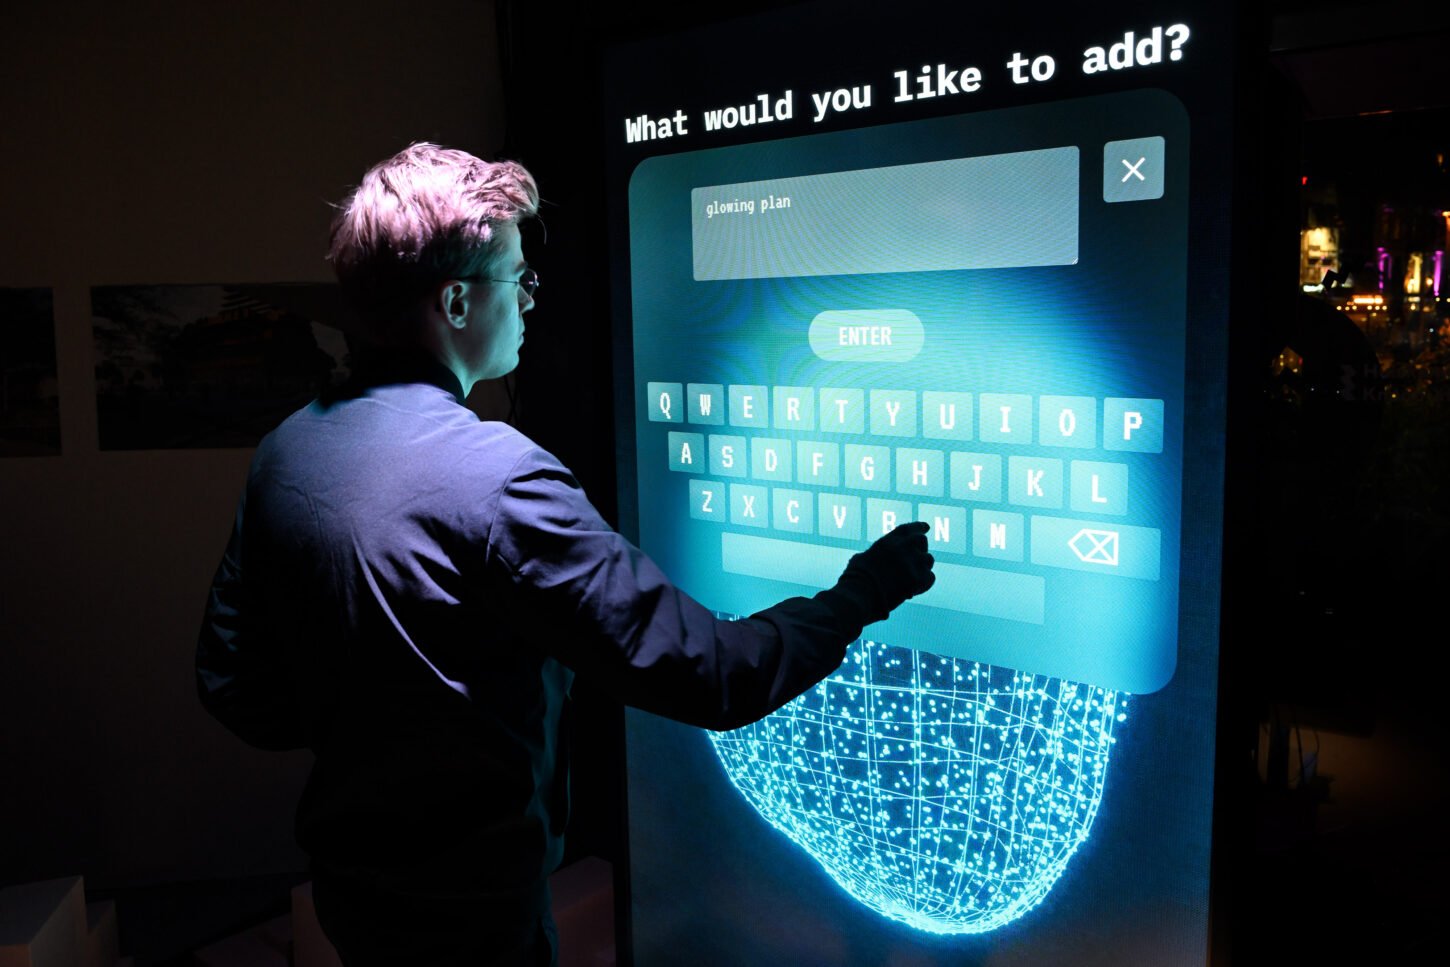 What would you like to add?
glowing plan
ENTER
Q W E R T Y U I O P
A S D F G H J K L
Z X C V B N M